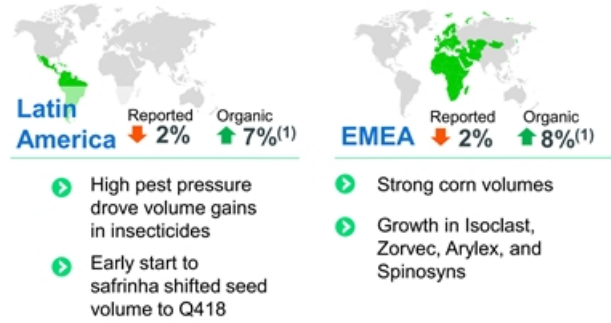 Latin
America
Reported
2%
Organic
7%(1)
High pest pressure
drove volume gains
in insecticides
Early start to
safrinha shifted seed
volume to Q418
EMEA
Reported
2%
Organic
8%(1)
Strong corn volumes
Growth in Isoclast,
Zorvec, Arylex, and
Spinosyns